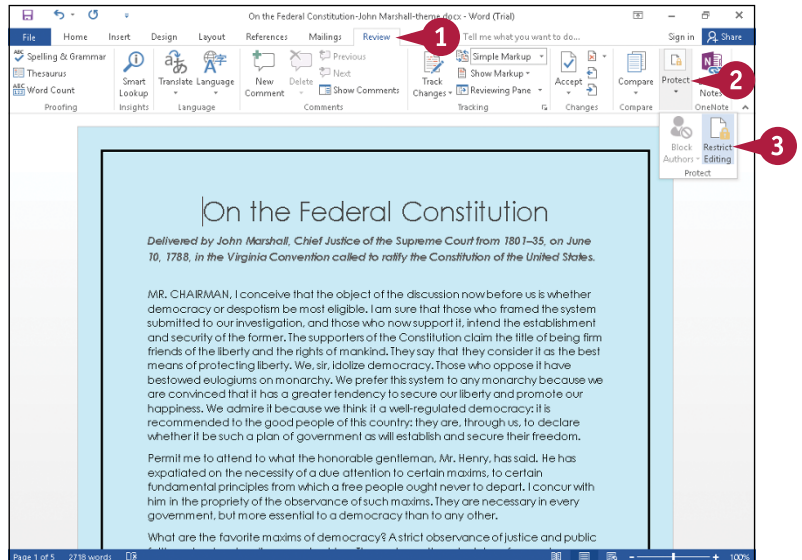 On the Federal Constitution-John Marshall-theme.docx - Word (Trial)
File Home Insert Design Layout References Mailings Review Tell me what you want to do... Sign in Share
1
Spelling & Grammar
Thesaurus
Word Count
Proofing
Smart Lookup
Insights
Translate Language
Language
New Comment
Delete
Previous
Next
Show Comments
Comments
Track Changes
Simple Markup
Show Markup
Reviewing Pane
Tracking
Accept
Changes
Compare
Compare
Protect
2
Notes
OneNote
Block Authors
Restrict Editing
Protect
3
On the Federal Constitution
Delivered by John Marshall, Chief Justice of the Supreme Court from 1801–35, on June
10, 1788, in the Virginia Convention called to ratify the Constitution of the United States.
MR. CHAIRMAN, I conceive that the object of the discussion now before us is whether
democracy or despotism be most eligible. I am sure that those who framed the system
submitted to our investigation, and those who now support it, intend the establishment
and security of the former. The supporters of the Constitution claim the title of being firm
friends of the liberty and the rights of mankind. They say that they consider it as the best
means of protecting liberty. We, sir, idolize democracy. Those who oppose it have
bestowed eulogiums on monarchy. We prefer this system to any monarchy because we
are convinced that it has a greater tendency to secure our liberty and promote our
happiness. We admire it because we think it a well-regulated democracy: it is
recommended to the good people of this country: they are, through us, to declare
whether it be such a plan of government as will establish and secure their freedom.
Permit me to attend to what the honorable gentleman, Mr. Henry, has said. He has
expatiated on the necessity of a due attention to certain maxims, to certain
fundamental principles from which a free people ought never to depart. I concur with
him in the propriety of the observance of such maxims. They are necessary in every
government, but more essential to a democracy than to any other.
What are the favorite maxims of democracy? A strict observance of justice and public
Page 1 of 5 2718 words 100%